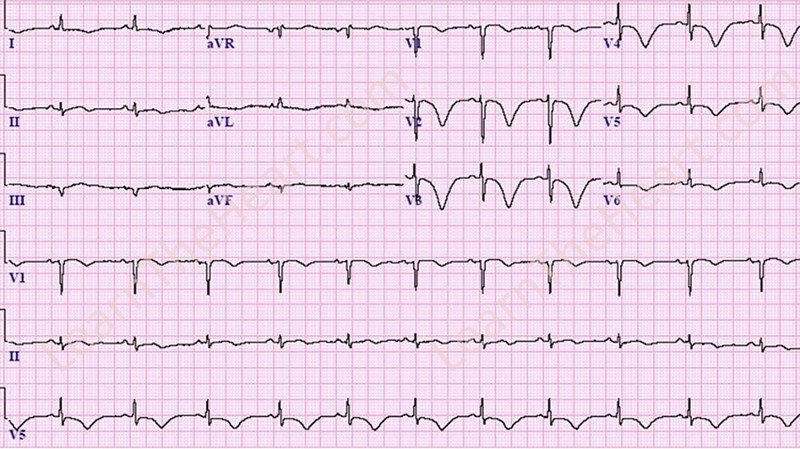 I aVR V1 V4
II aVL V2 V5
III aVF V3 V6
V1
II
V5
LearnTheHeart.com
LearnTheHeart.com